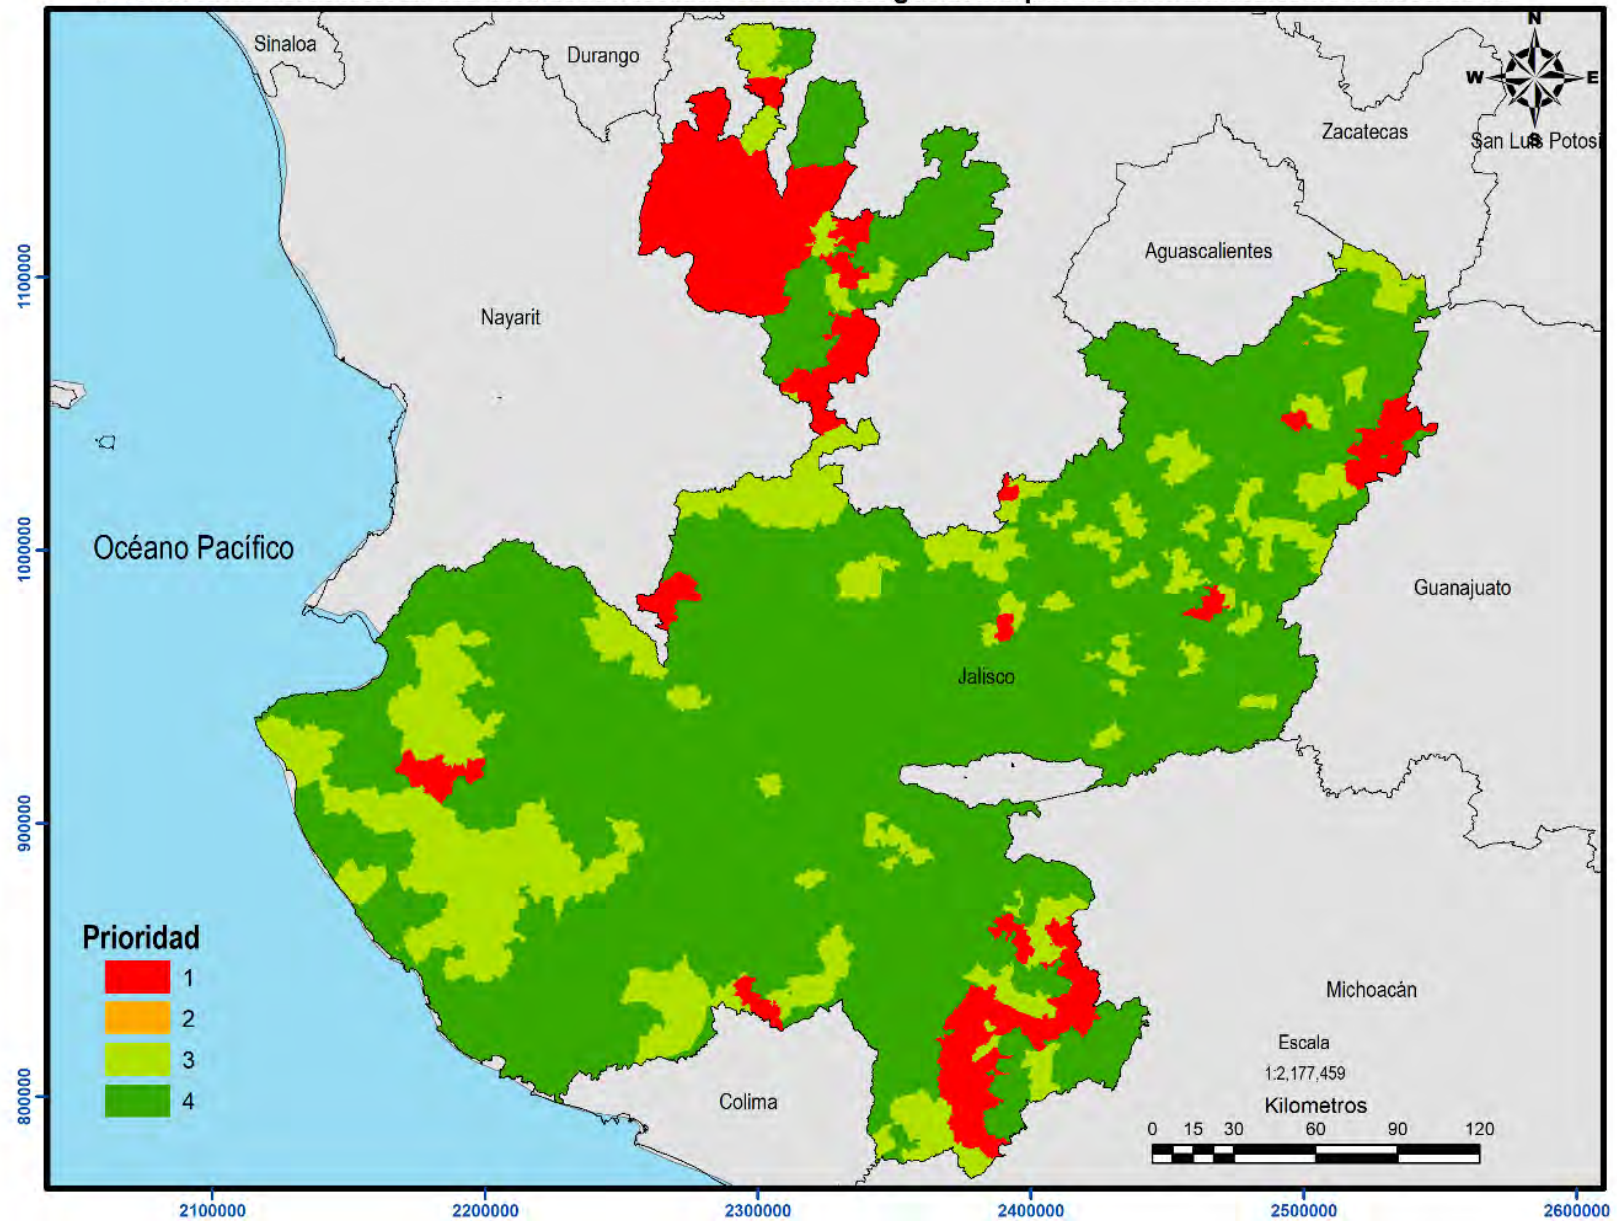 N
W
E
S
Sinaloa
Durango
Zacatecas
San Luis Potosi
Aguascalientes
Nayarit
Océano Pacífico
Guanajuato
Jalisco
Michoacán
Colima
Prioridad
1
2
3
4
Escala
1:2,177,459
Kilometros
0 15 30 60 90 120
1100000
1000000
900000
800000
2100000 2200000 2300000 2400000 2500000 2600000